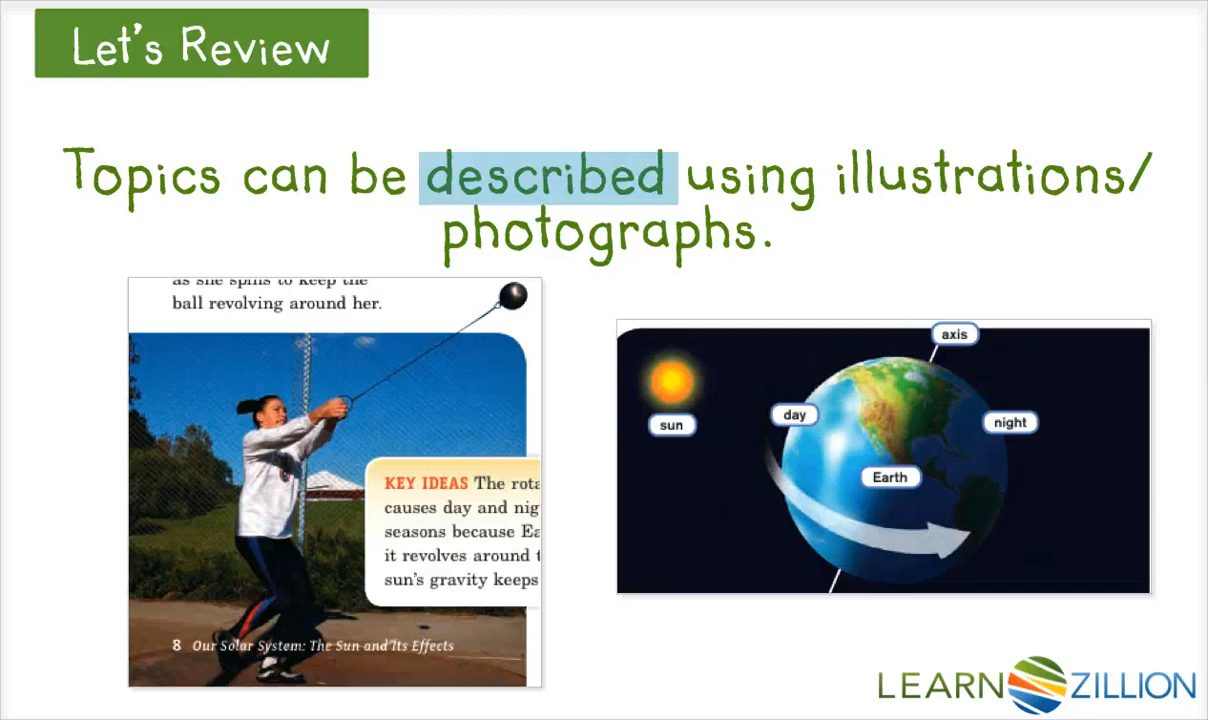 Let's Review
Topics can be described using illustrations/
photographs.
as she spins to keep the
ball revolving around her.
KEY IDEAS The rota
causes day and nig
seasons because Ea
it revolves around t
sun's gravity keeps
8 Our Solar System: The Sun and Its Effects
axis
sun
day
night
Earth
LEARN ZILLION